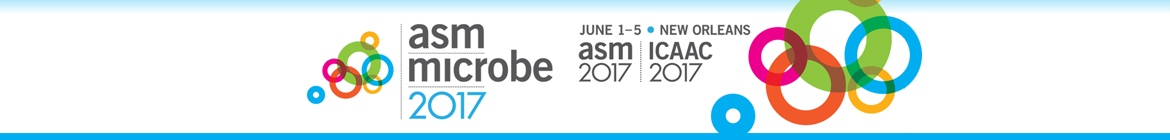 asm
microbe
2017
JUNE 1–5 • NEW ORLEANS
asm ICAAC
2017 2017